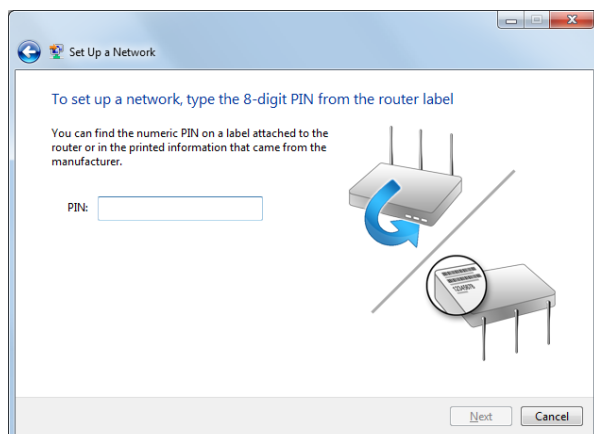 Set Up a Network
To set up a network, type the 8-digit PIN from the router label
You can find the numeric PIN on a label attached to the
router or in the printed information that came from the
manufacturer.
PIN:
12345670
Next
Cancel